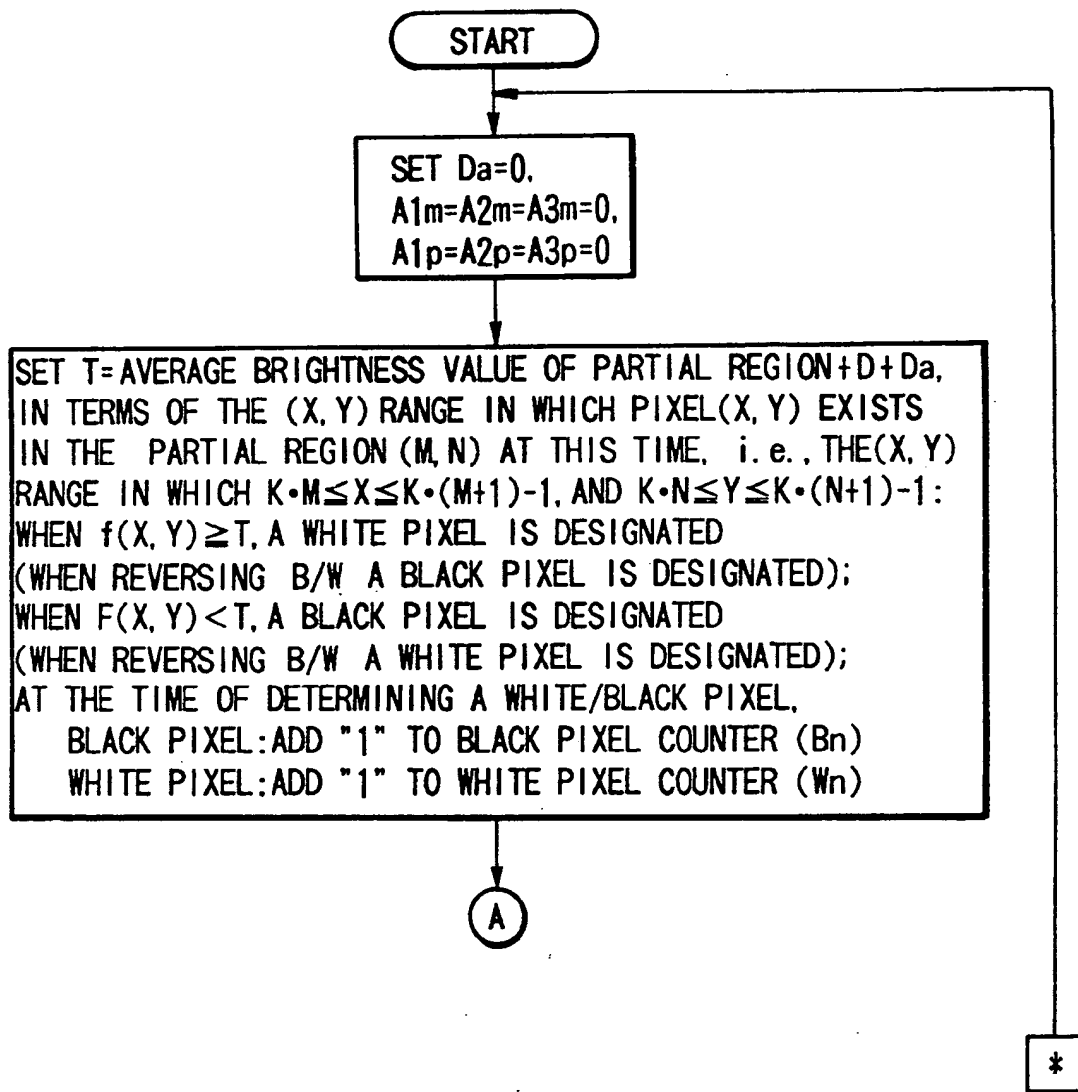 START
SET Da=0,
A1m=A2m=A3m=0,
A1p=A2p=A3p=0
SET T=AVERAGE BRIGHTNESS VALUE OF PARTIAL REGION+D+Da,
IN TERMS OF THE (X, Y) RANGE IN WHICH PIXEL(X, Y) EXISTS
IN THE PARTIAL REGION (M, N) AT THIS TIME, i.e., THE(X, Y)
RANGE IN WHICH K•M≦X≦K•(M+1)-1, AND K•N≦Y≦K•(N+1)-1:
WHEN f(X, Y)≧T, A WHITE PIXEL IS DESIGNATED
(WHEN REVERSING B/W A BLACK PIXEL IS DESIGNATED);
WHEN F(X, Y)<T, A BLACK PIXEL IS DESIGNATED
(WHEN REVERSING B/W A WHITE PIXEL IS DESIGNATED);
AT THE TIME OF DETERMINING A WHITE/BLACK PIXEL,
BLACK PIXEL:ADD "1" TO BLACK PIXEL COUNTER (Bn)
WHITE PIXEL:ADD "1" TO WHITE PIXEL COUNTER (Wn)
A
*